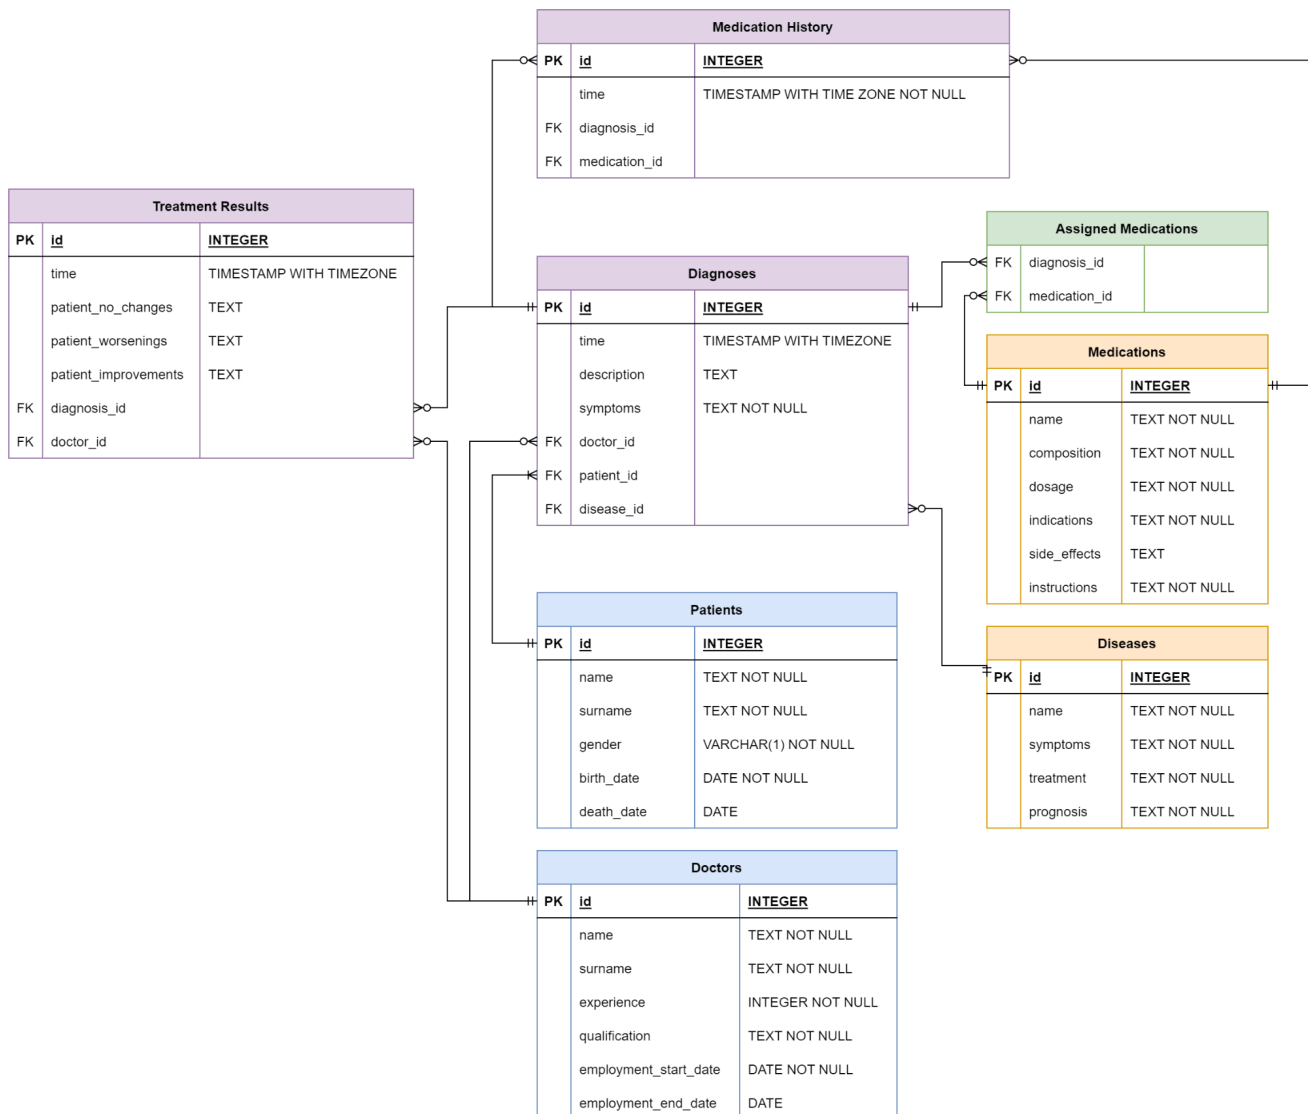 Medication History
PK id INTEGER
time TIMESTAMP WITH TIME ZONE NOT NULL
FK diagnosis_id
FK medication_id
Treatment Results
PK id INTEGER
time TIMESTAMP WITH TIMEZONE
patient_no_changes TEXT
patient_worsenings TEXT
patient_improvements TEXT
FK diagnosis_id
FK doctor_id
Diagnoses
PK id INTEGER
time TIMESTAMP WITH TIMEZONE
description TEXT
symptoms TEXT NOT NULL
FK doctor_id
FK patient_id
FK disease_id
Assigned Medications
FK diagnosis_id
FK medication_id
Medications
PK id INTEGER
name TEXT NOT NULL
composition TEXT NOT NULL
dosage TEXT NOT NULL
indications TEXT NOT NULL
side_effects TEXT
instructions TEXT NOT NULL
Patients
PK id INTEGER
name TEXT NOT NULL
surname TEXT NOT NULL
gender VARCHAR(1) NOT NULL
birth_date DATE NOT NULL
death_date DATE
Diseases
PK id INTEGER
name TEXT NOT NULL
symptoms TEXT NOT NULL
treatment TEXT NOT NULL
prognosis TEXT NOT NULL
Doctors
PK id INTEGER
name TEXT NOT NULL
surname TEXT NOT NULL
experience INTEGER NOT NULL
qualification TEXT NOT NULL
employment_start_date DATE NOT NULL
employment_end_date DATE